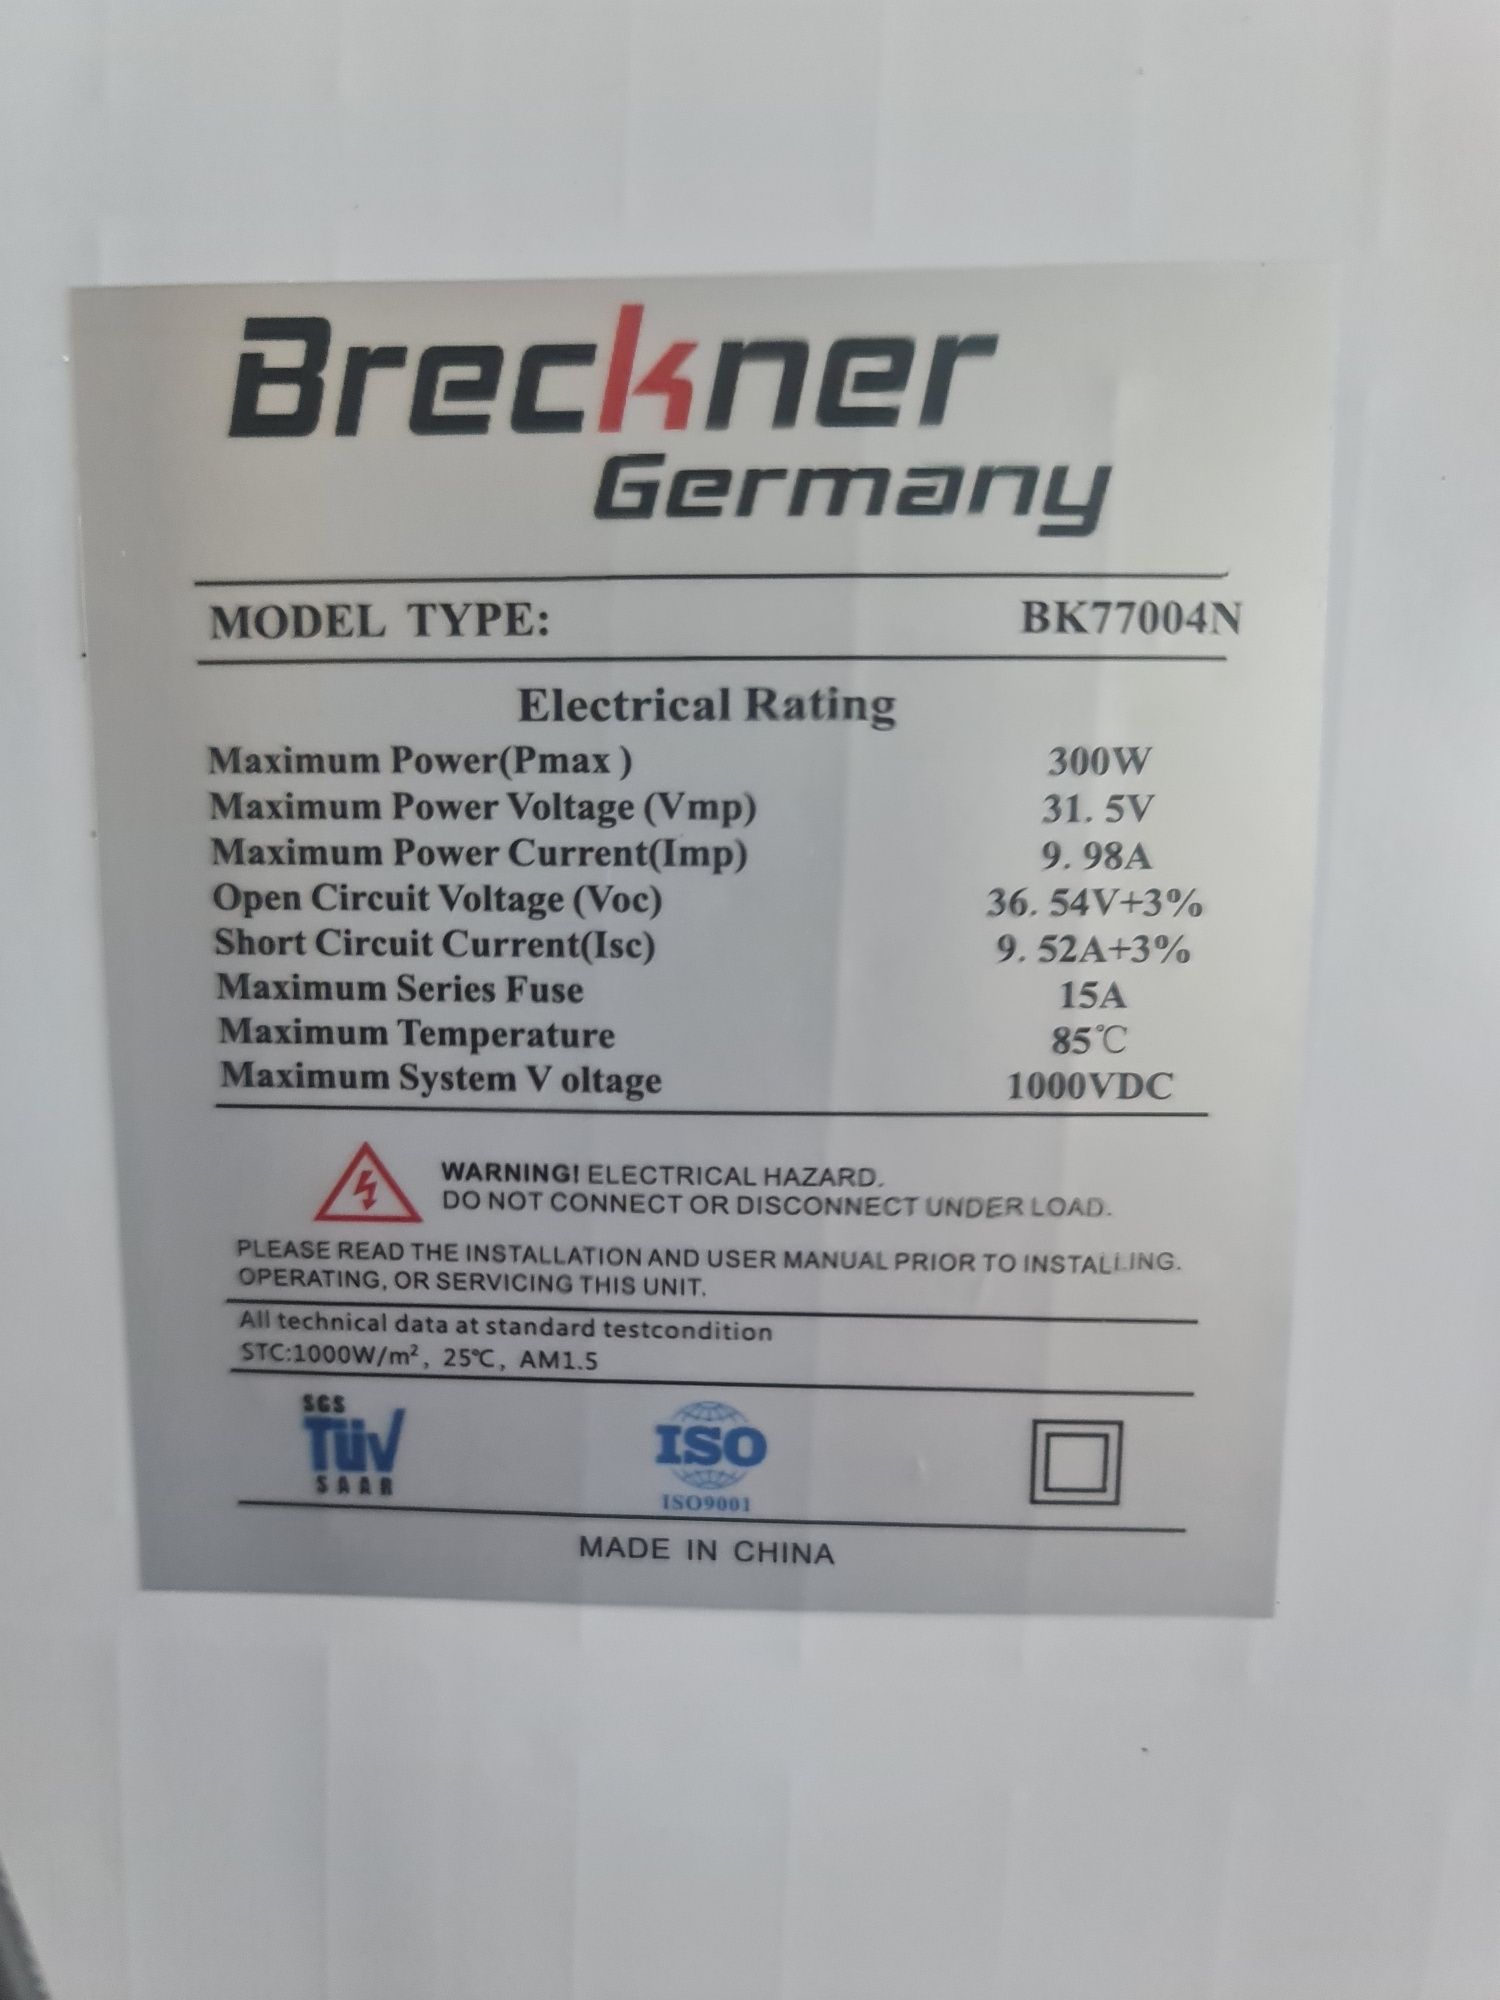 Breckner
Germany
MODEL TYPE: BK77004N
Electrical Rating
Maximum Power(Pmax ) 300W
Maximum Power Voltage (Vmp) 31. 5V
Maximum Power Current(Imp) 9. 98A
Open Circuit Voltage (Voc) 36. 54V+3%
Short Circuit Current(Isc) 9. 52A+3%
Maximum Series Fuse 15A
Maximum Temperature 85℃
Maximum System V oltage 1000VDC
WARNING! ELECTRICAL HAZARD.
DO NOT CONNECT OR DISCONNECT UNDER LOAD.
PLEASE READ THE INSTALLATION AND USER MANUAL PRIOR TO INSTALLING.
OPERATING, OR SERVICING THIS UNIT.
All technical data at standard testcondition
STC:1000W/m², 25℃, AM1.5
SGS
TÜV
SAAR
ISO
ISO9001
MADE IN CHINA